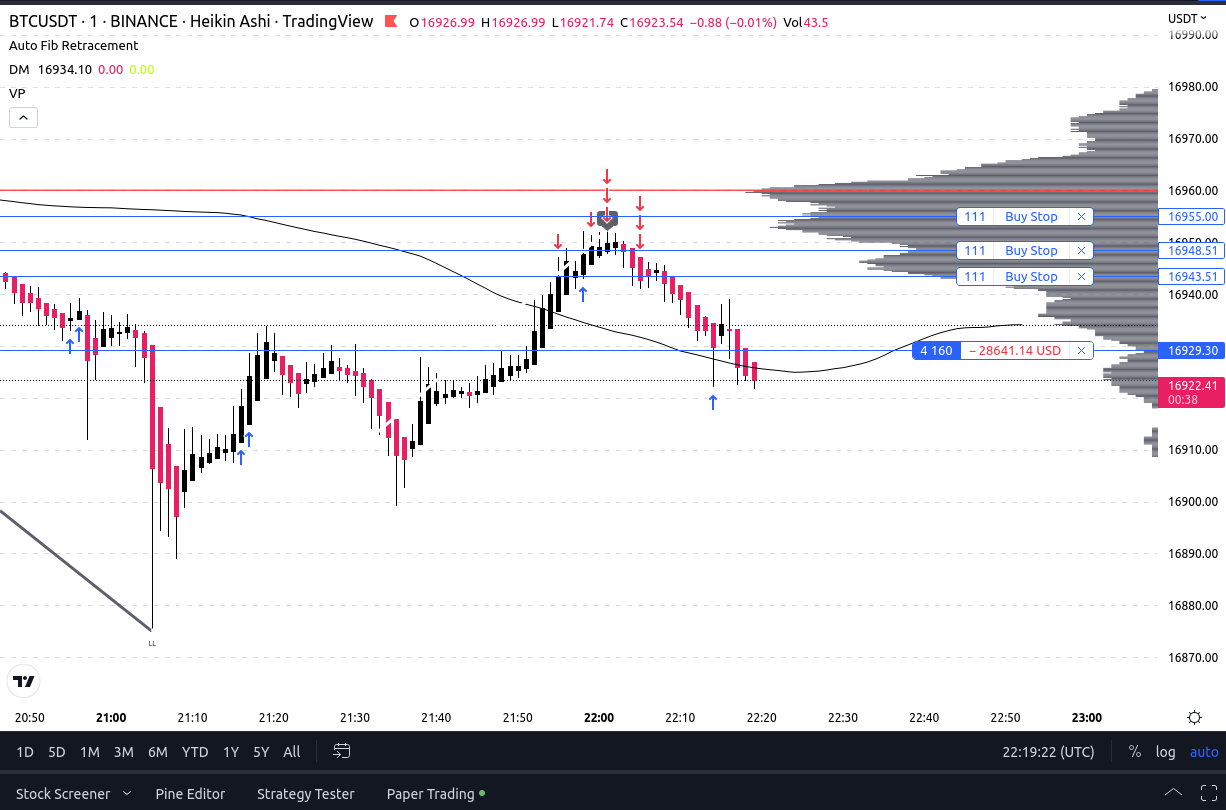 BTCUSDT · 1 · BINANCE · Heikin Ashi · TradingView O16926.99 H16926.99 L16921.74 C16923.54 −0.88 (−0.01%) Vol43.5
USDT
16990.00
Auto Fib Retracement
DM 16934.10 0.00 0.00
VP
16980.00
16970.00
16960.00
111 Buy Stop 16955.00
16950.00
111 Buy Stop 16948.51
111 Buy Stop 16943.51
16940.00
4 160 −28641.14 USD 16929.30
16922.41
00:38
16910.00
16900.00
16890.00
16880.00
LL
16870.00
20:50 21:00 21:10 21:20 21:30 21:40 21:50 22:00 22:10 22:20 22:30 22:40 22:50 23:00
1D 5D 1M 3M 6M YTD 1Y 5Y All 22:19:22 (UTC) % log auto
Stock Screener Pine Editor Strategy Tester Paper Trading